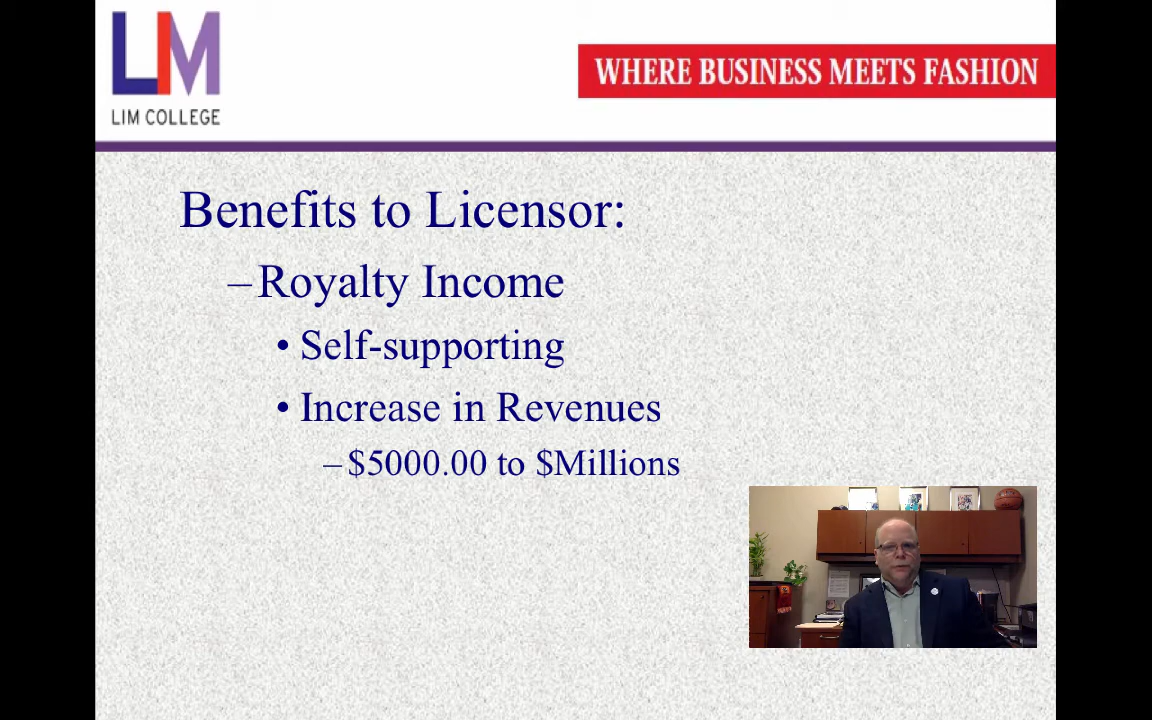 LIM
LIM COLLEGE
WHERE BUSINESS MEETS FASHION
Benefits to Licensor:
–Royalty Income
• Self-supporting
• Increase in Revenues
–$5000.00 to $Millions